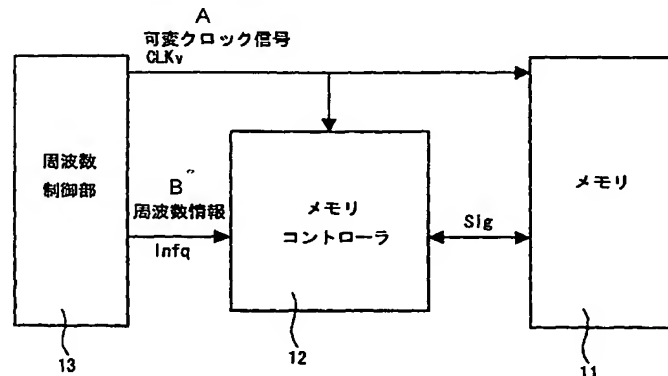 A
可変クロック信号
CLKv
周波数
制御部
B
周波数情報
Infq
メモリ
コントローラ
Sig
メモリ
13
12
11